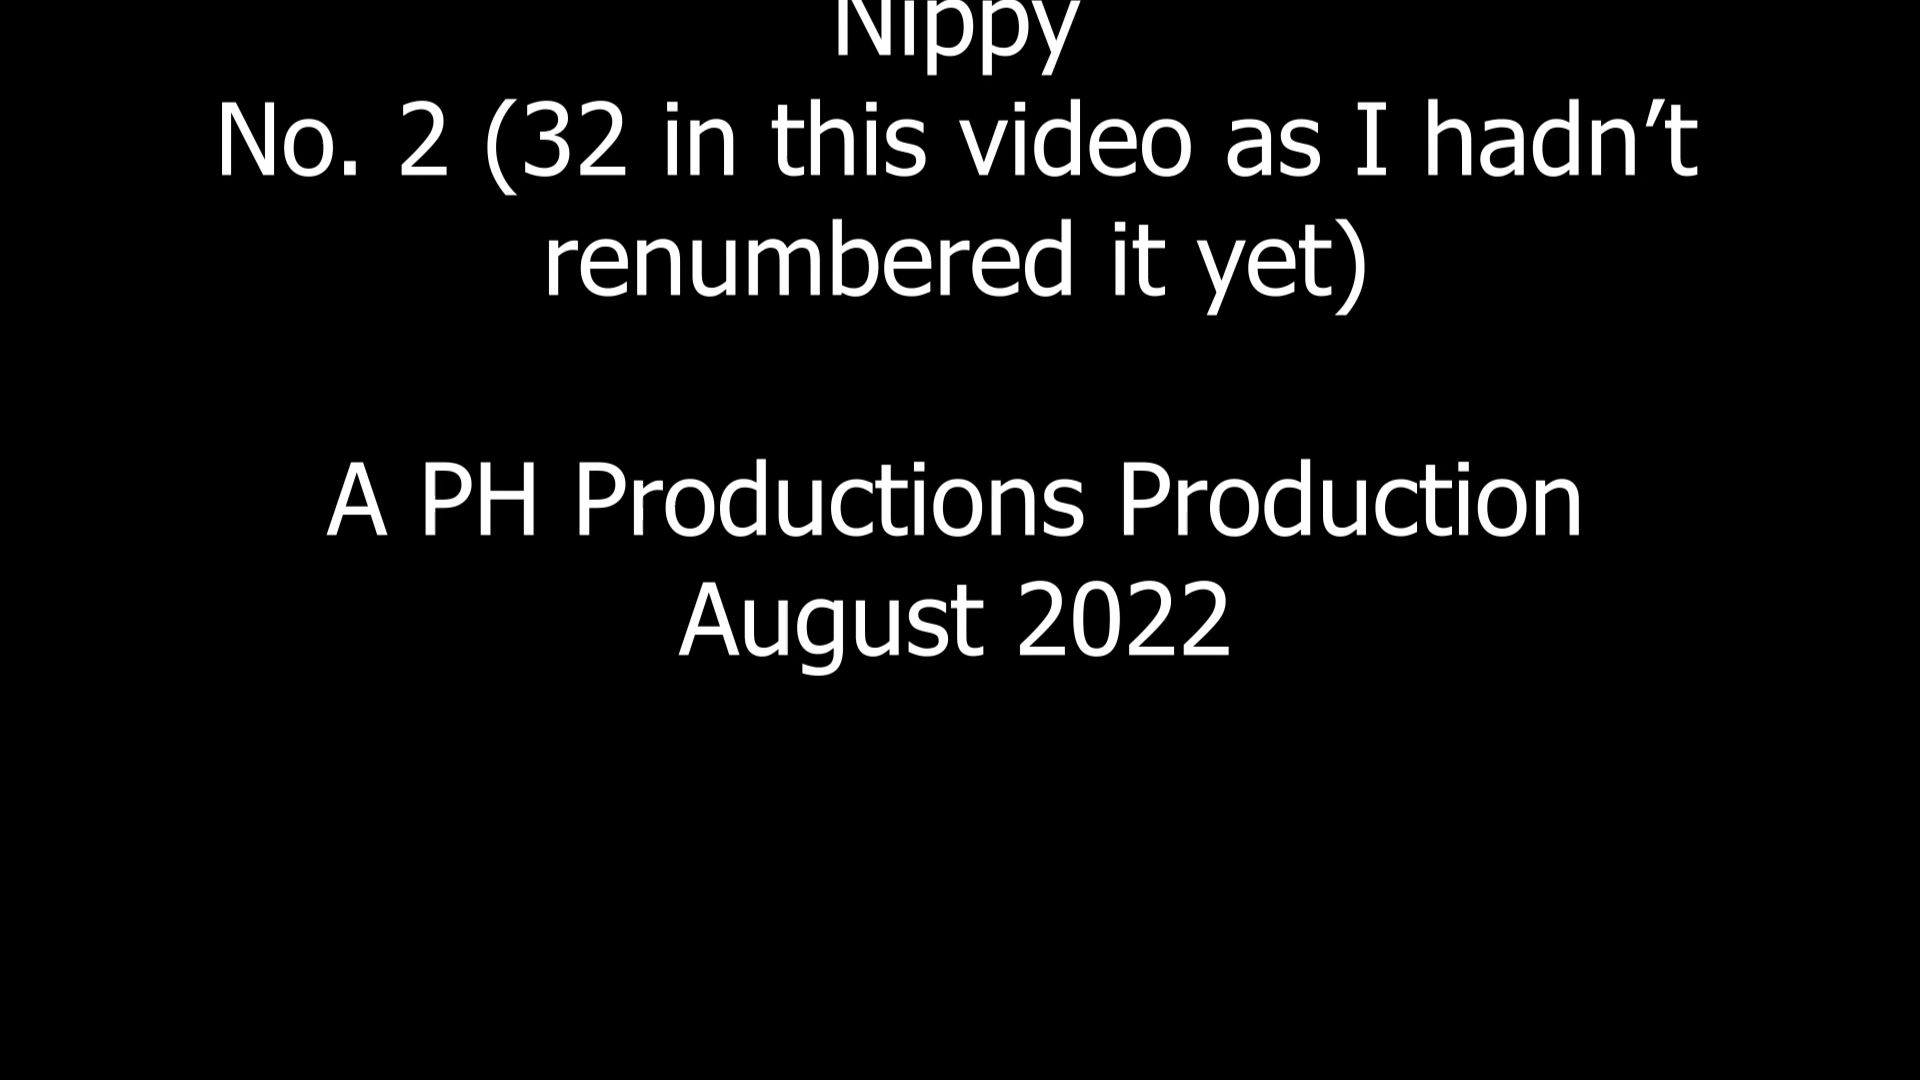 Nippy
No. 2 (32 in this video as I hadn’t
renumbered it yet)
A PH Productions Production
August 2022